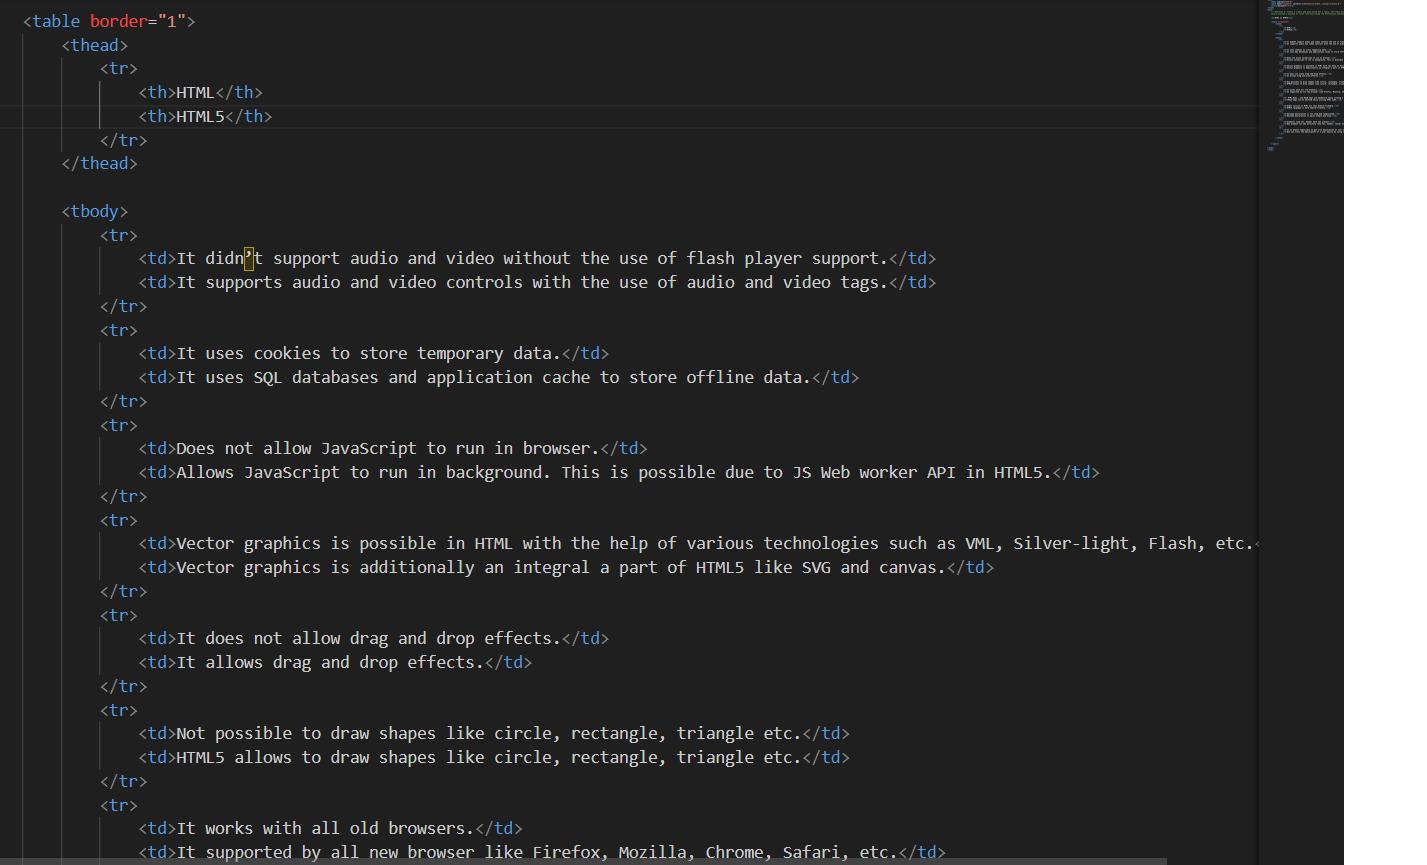 <table border="1">
<thead>
<tr>
<th>HTML</th>
<th>HTML5</th>
</tr>
</thead>
<tbody>
<tr>
<td>It didn’t support audio and video without the use of flash player support.</td>
<td>It supports audio and video controls with the use of audio and video tags.</td>
</tr>
<tr>
<td>It uses cookies to store temporary data.</td>
<td>It uses SQL databases and application cache to store offline data.</td>
</tr>
<tr>
<td>Does not allow JavaScript to run in browser.</td>
<td>Allows JavaScript to run in background. This is possible due to JS Web worker API in HTML5.</td>
</tr>
<tr>
<td>Vector graphics is possible in HTML with the help of various technologies such as VML, Silver-light, Flash, etc.<
<td>Vector graphics is additionally an integral a part of HTML5 like SVG and canvas.</td>
</tr>
<tr>
<td>It does not allow drag and drop effects.</td>
<td>It allows drag and drop effects.</td>
</tr>
<tr>
<td>Not possible to draw shapes like circle, rectangle, triangle etc.</td>
<td>HTML5 allows to draw shapes like circle, rectangle, triangle etc.</td>
</tr>
<tr>
<td>It works with all old browsers.</td>
<td>It supported by all new browser like Firefox, Mozilla, Chrome, Safari, etc.</td>